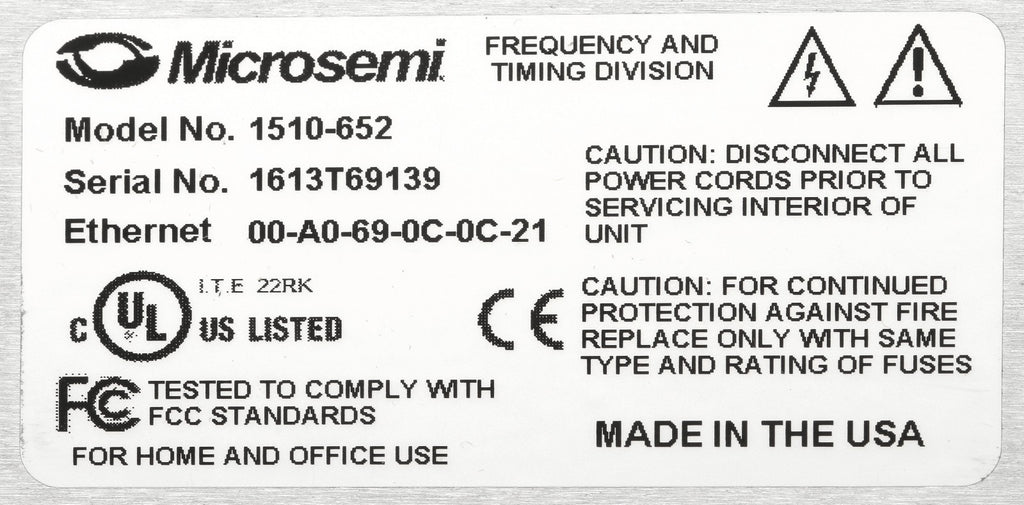 Microsemi
FREQUENCY AND
TIMING DIVISION
Model No. 1510-652
Serial No. 1613T69139
Ethernet 00-A0-69-0C-0C-21
CAUTION: DISCONNECT ALL
POWER CORDS PRIOR TO
SERVICING INTERIOR OF
UNIT
I.T.E 22RK
C UL US LISTED
CE
CAUTION: FOR CONTINUED
PROTECTION AGAINST FIRE
REPLACE ONLY WITH SAME
TYPE AND RATING OF FUSES
FC TESTED TO COMPLY WITH
FCC STANDARDS
FOR HOME AND OFFICE USE
MADE IN THE USA